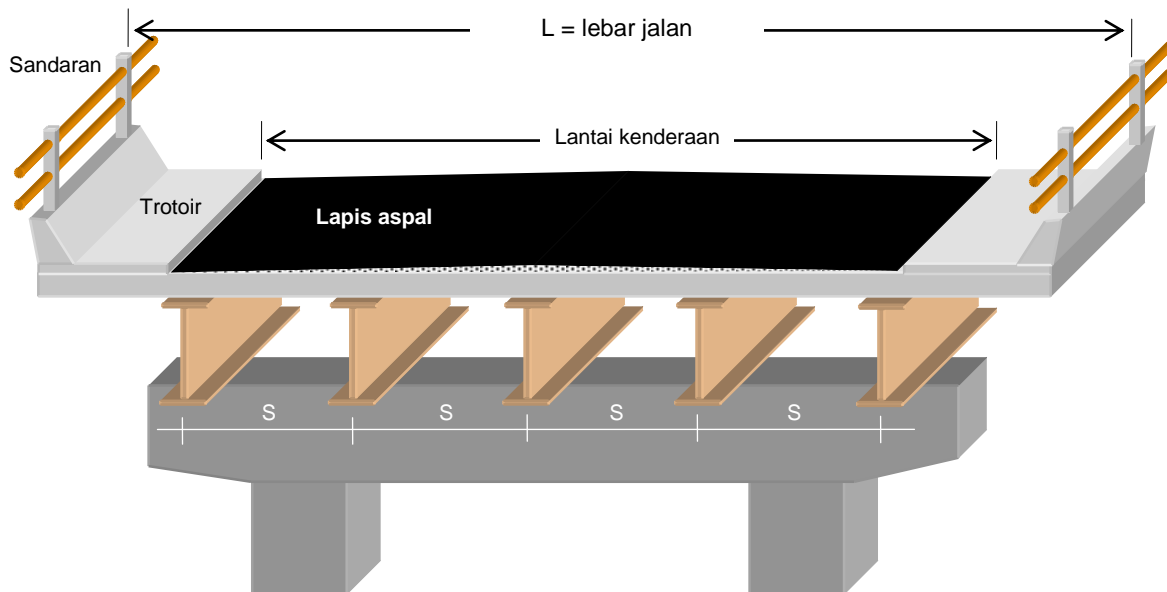 L = lebar jalan
Sandaran
Lantai kenderaan
Trotoir
Lapis aspal
S
S
S
S